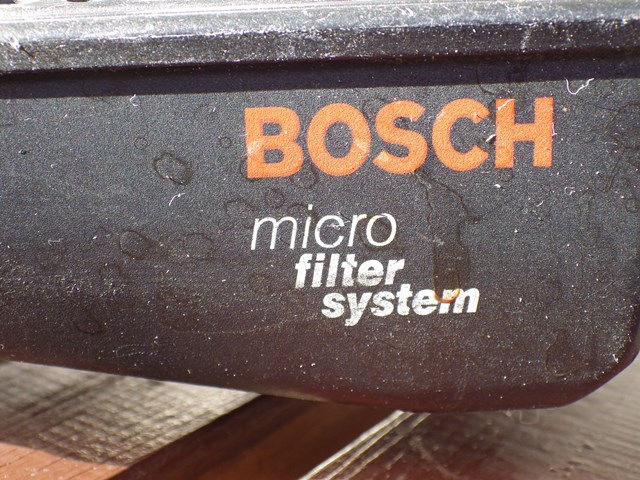 BOSCH
micro
filter
system